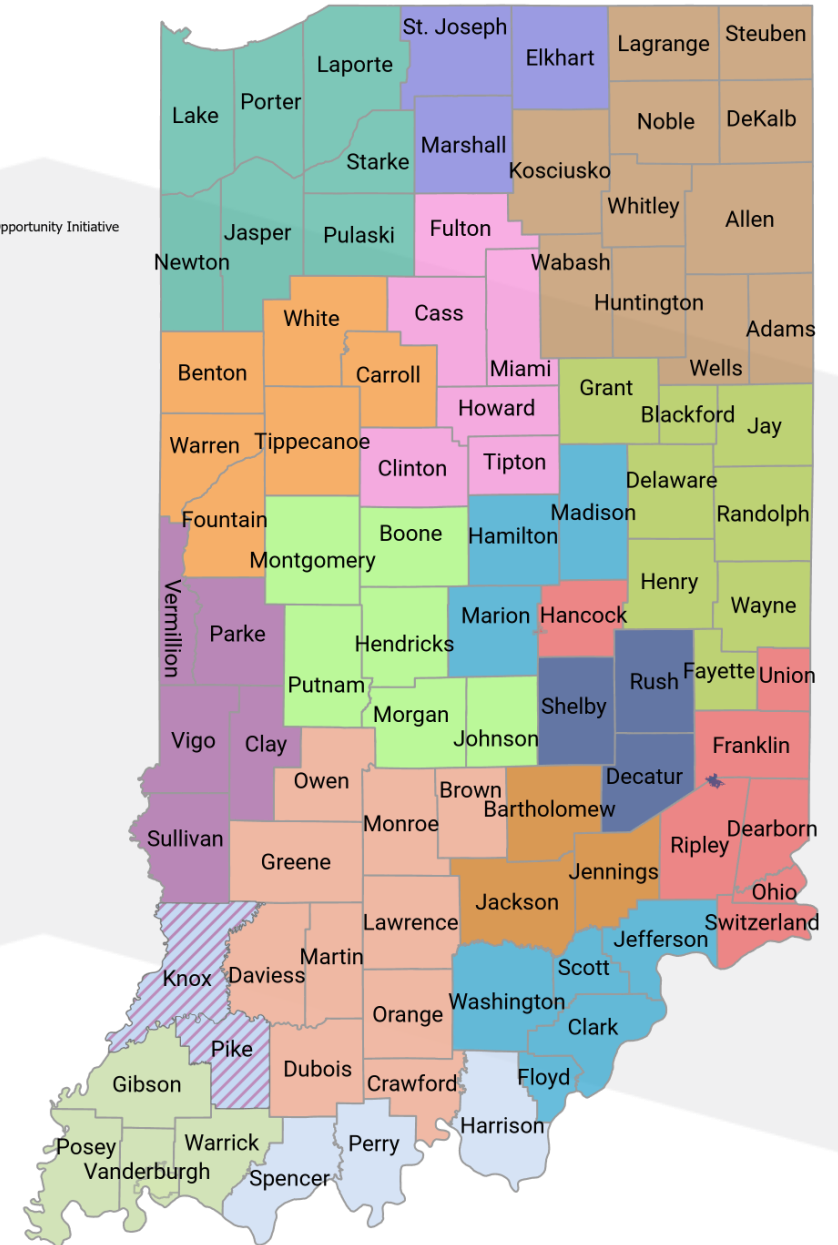 St. Joseph
Elkhart
Lagrange
Steuben
Laporte
Lake
Porter
Noble
DeKalb
Marshall
Starke
Kosciusko
Whitley
Allen
pportunity Initiative
Jasper
Pulaski
Fulton
Newton
Wabash
Huntington
White
Cass
Adams
Benton
Carroll
Miami
Wells
Grant
Howard
Blackford
Jay
Warren
Tippecanoe
Clinton
Tipton
Delaware
Fountain
Boone
Hamilton
Madison
Randolph
Montgomery
Henry
Wayne
Vermillion
Parke
Hendricks
Marion
Hancock
Putnam
Rush
Fayette
Union
Morgan
Shelby
Vigo
Clay
Johnson
Franklin
Owen
Brown
Decatur
Bartholomew
Sullivan
Monroe
Dearborn
Ripley
Greene
Jennings
Ohio
Jackson
Lawrence
Switzerland
Jefferson
Martin
Scott
Knox
Daviess
Washington
Orange
Clark
Pike
Dubois
Floyd
Gibson
Crawford
Harrison
Posey
Warrick
Perry
Vanderburgh
Spencer